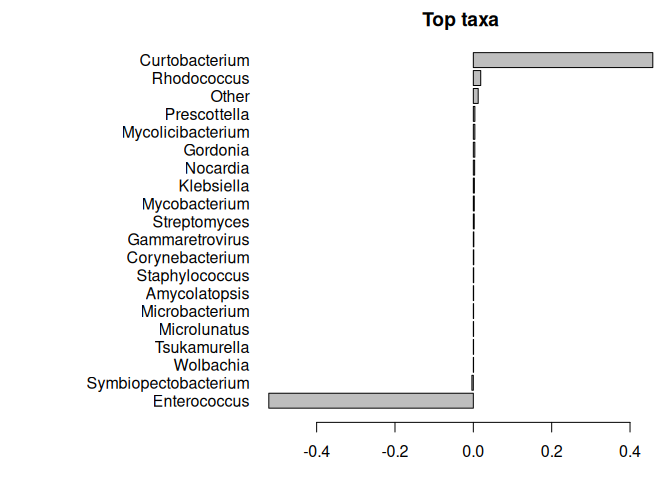 Top taxa
Curtobacterium
Rhodococcus
Other
Prescottella
Mycolicibacterium
Gordonia
Nocardia
Klebsiella
Mycobacterium
Streptomyces
Gammaretrovirus
Corynebacterium
Staphylococcus
Amycolatopsis
Microbacterium
Microlunatus
Tsukamurella
Wolbachia
Symbiopectobacterium
Enterococcus
-0.4 -0.2 0.0 0.2 0.4